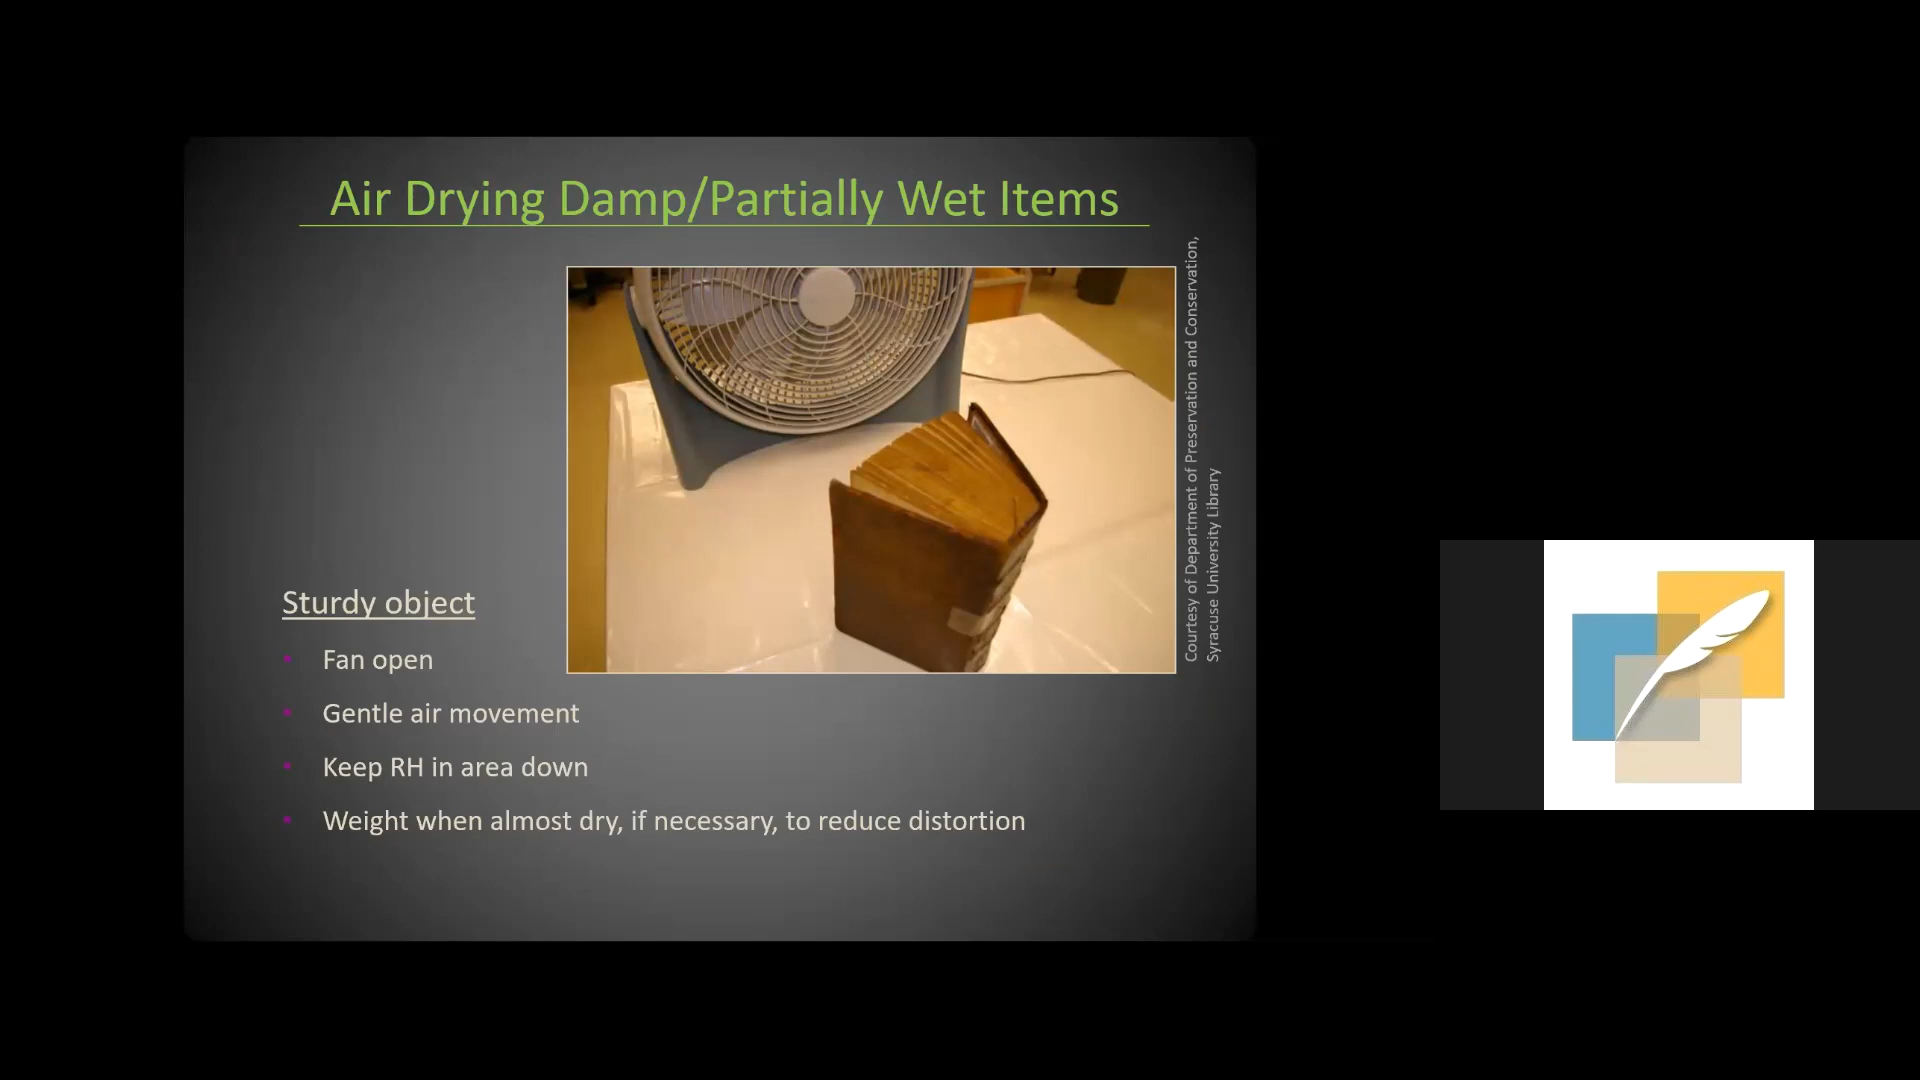 Air Drying Damp/Partially Wet Items
Courtesy of Department of Preservation and Conservation,
Syracuse University Library
Sturdy object
Fan open
Gentle air movement
Keep RH in area down
Weight when almost dry, if necessary, to reduce distortion